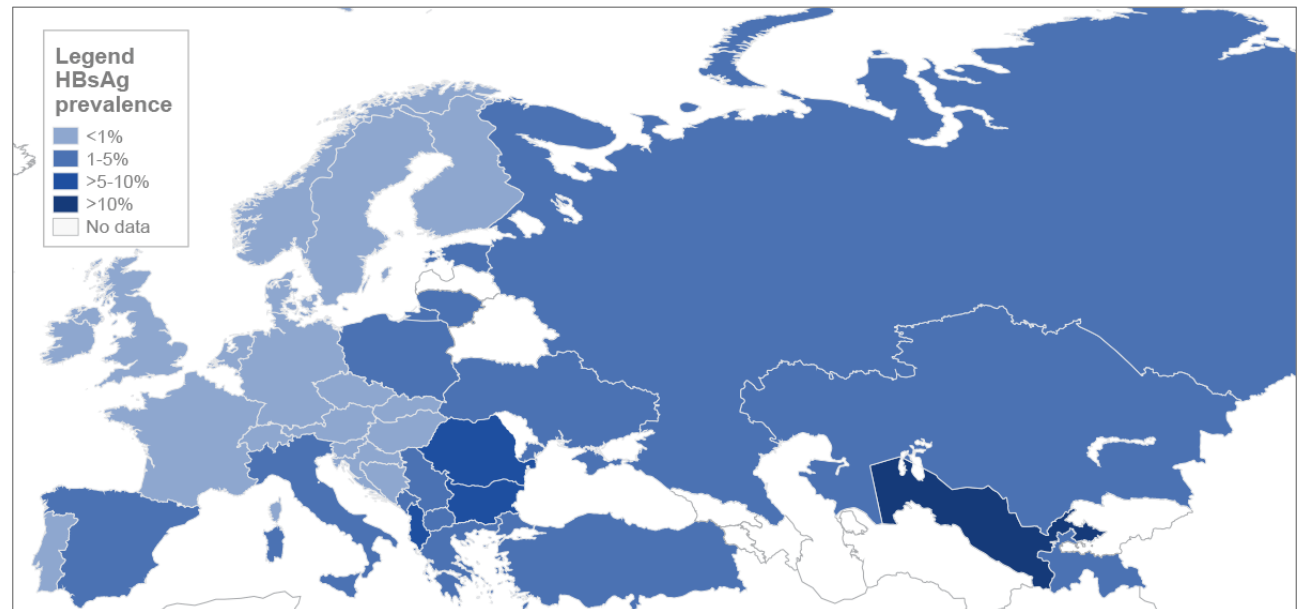 Legend
HBsAg
prevalence
<1%
1-5%
>5-10%
>10%
No data